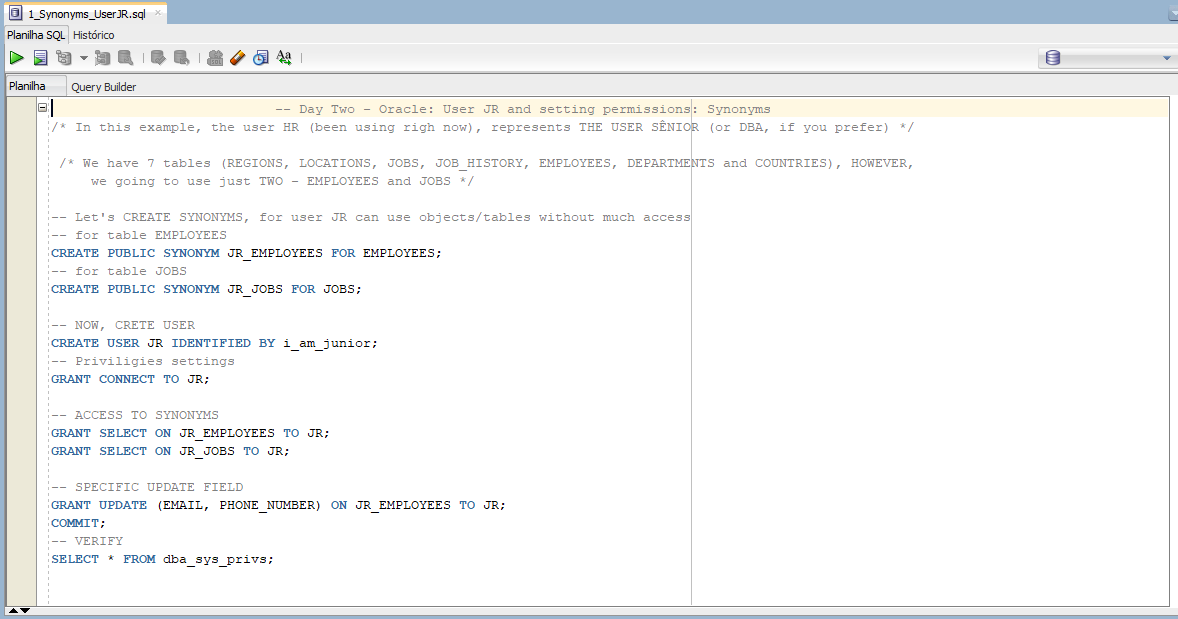 1_Synonyms_UserJR.sql
Planilha SQL Histórico
Aa
Planilha Query Builder
-- Day Two - Oracle: User JR and setting permissions: Synonyms
/* In this example, the user HR (been using righ now), represents THE USER SÊNIOR (or DBA, if you prefer) */
/* We have 7 tables (REGIONS, LOCATIONS, JOBS, JOB_HISTORY, EMPLOYEES, DEPARTMENTS and COUNTRIES), HOWEVER,
we going to use just TWO - EMPLOYEES and JOBS */
-- Let's CREATE SYNONYMS, for user JR can use objects/tables without much access
-- for table EMPLOYEES
CREATE PUBLIC SYNONYM JR_EMPLOYEES FOR EMPLOYEES;
-- for table JOBS
CREATE PUBLIC SYNONYM JR_JOBS FOR JOBS;
-- NOW, CRETE USER
CREATE USER JR IDENTIFIED BY i_am_junior;
-- Priviligies settings
GRANT CONNECT TO JR;
-- ACCESS TO SYNONYMS
GRANT SELECT ON JR_EMPLOYEES TO JR;
GRANT SELECT ON JR_JOBS TO JR;
-- SPECIFIC UPDATE FIELD
GRANT UPDATE (EMAIL, PHONE_NUMBER) ON JR_EMPLOYEES TO JR;
COMMIT;
-- VERIFY
SELECT * FROM dba_sys_privs;